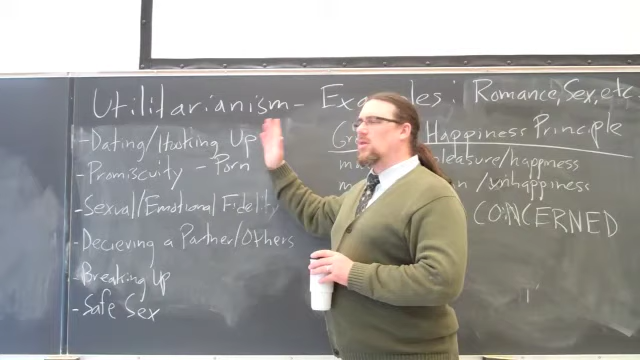 Utilitarianism - Examples: Romance, Sex, etc.
- Dating/Hooking Up
- Promiscuity - Porn
- Sexual/Emotional Fidelity
- Decieving a Partner/Others
- Breaking Up
- Safe Sex
Happiness Principle
pleasure/happiness
/unhappiness
CONCERNED